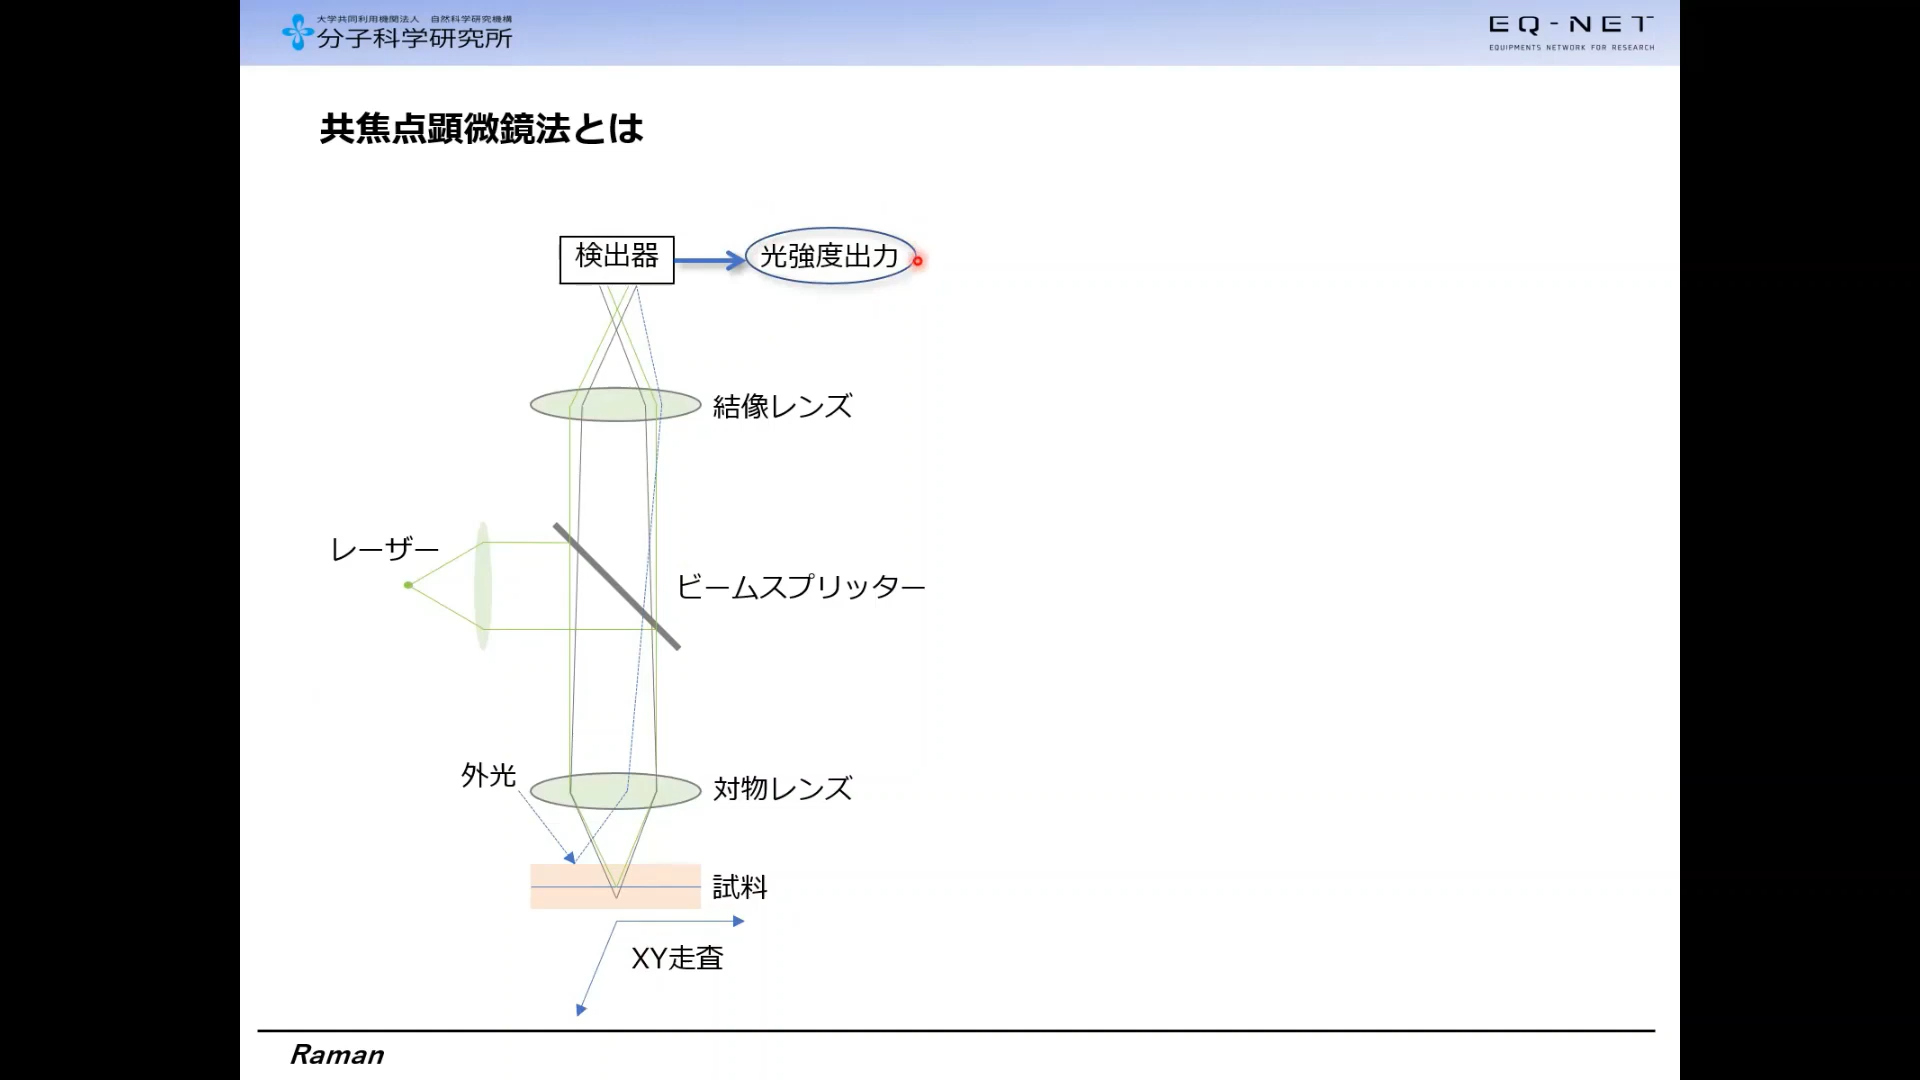 大学共同利用機関法人 自然科学研究機構
分子科学研究所
EQ-NET
EQUIPMENTS NETWORK FOR RESEARCH
共焦点顕微鏡法とは
検出器
光強度出力
結像レンズ
レーザー
ビームスプリッター
外光
対物レンズ
試料
XY走査
Raman